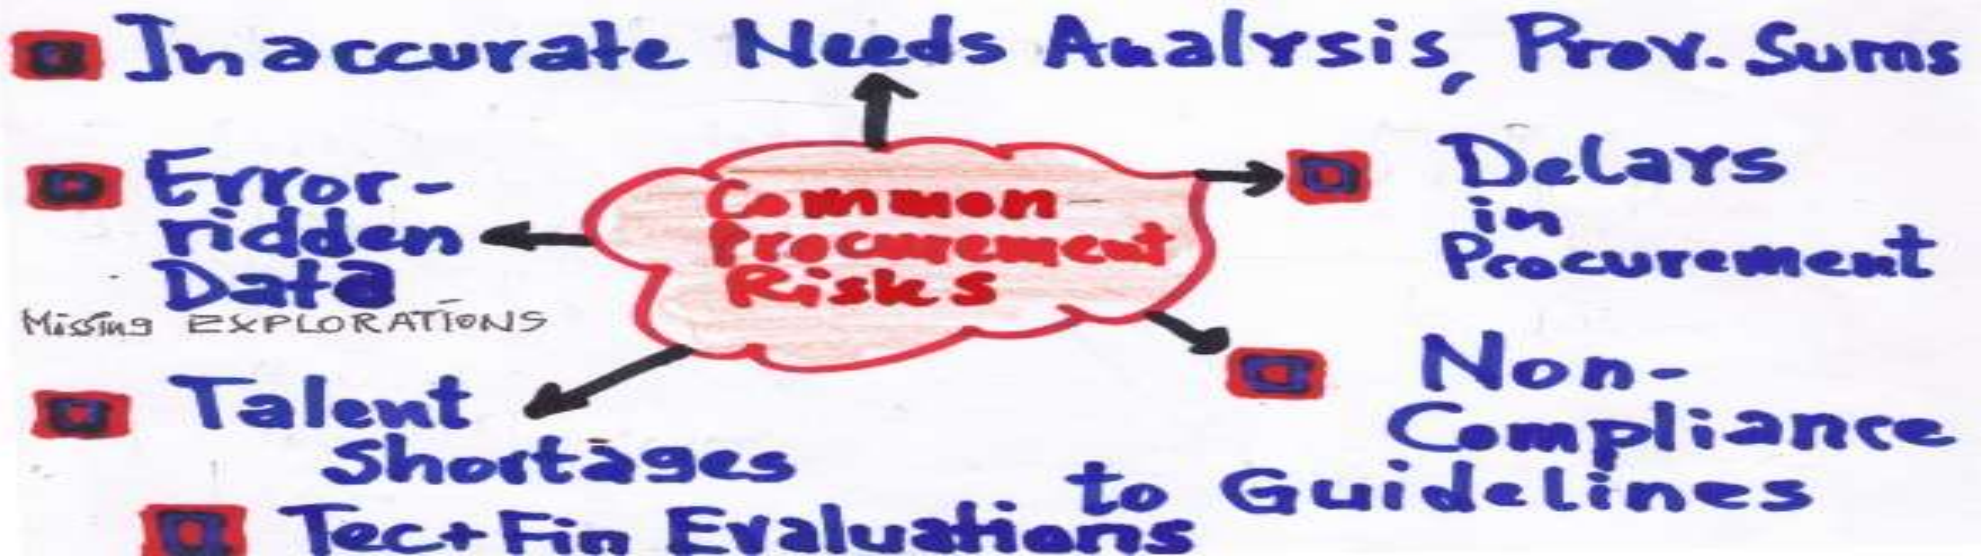 Inaccurate Needs Analysis, Prov. Sums
Error-
ridden
Data
Missing EXPLORATIONS
Common
Procurement
Risks
Delays
in
Procurement
Talent
Shortages
Non-
Compliance
to Guidelines
Tec+Fin Evaluations